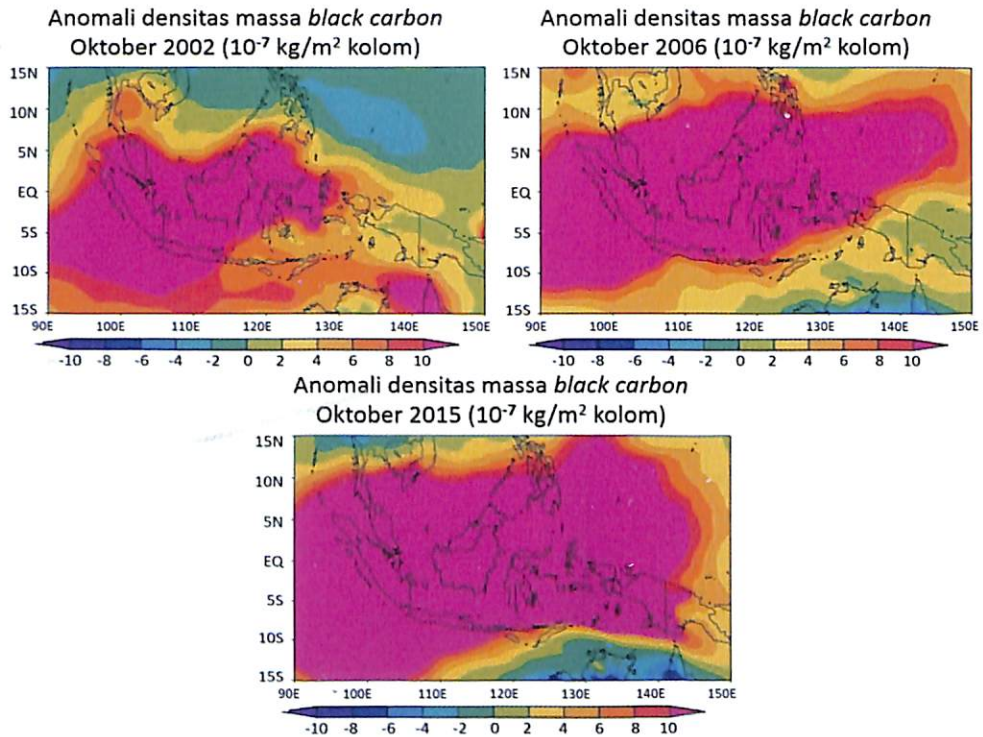 Anomali densitas massa black carbon
Oktober 2002 (10⁻⁷ kg/m² kolom)
15N
10N
5N
EQ
5S
10S
15S
90E 100E 110E 120E 130E 140E 150E
-10 -8 -6 -4 -2 0 2 4 6 8 10
Anomali densitas massa black carbon
Oktober 2006 (10⁻⁷ kg/m² kolom)
15N
10N
5N
EQ
5S
10S
15S
90E 100E 110E 120E 130E 140E 150E
-10 -8 -6 -4 -2 0 2 4 6 8 10
Anomali densitas massa black carbon
Oktober 2015 (10⁻⁷ kg/m² kolom)
15N
10N
5N
EQ
5S
10S
15S
90E 100E 110E 120E 130E 140E 150E
-10 -8 -6 -4 -2 0 2 4 6 8 10